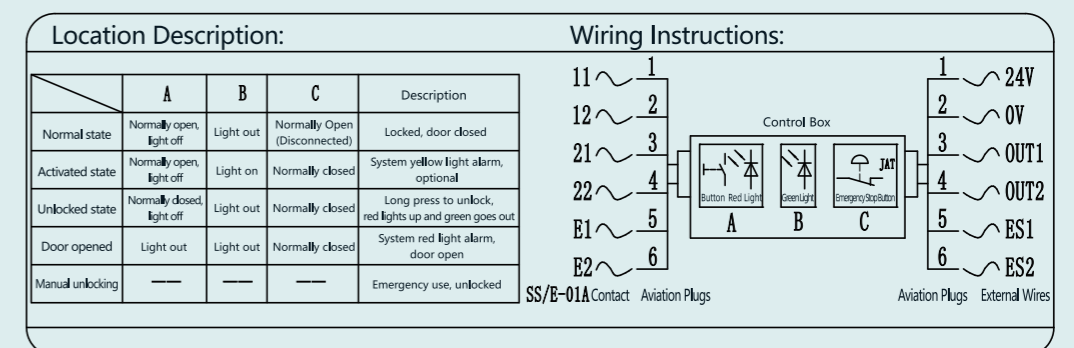 Location Description:
A B C Description
Normal state
Normally open,
light off
Light out
Normally Open
(Disconnected)
Locked, door closed
Activated state
Normally open,
light off
Light on
Normally closed
System yellow light alarm,
optional
Unlocked state
Normally closed,
light off
Light out
Normally closed
Long press to unlock,
red lights up and green goes out
Door opened
Light out
Light out
Normally closed
System red light alarm,
door open
Manual unlocking
——
——
——
Emergency use, unlocked
Wiring Instructions:
11 1
12 2
21 3
22 4
E1 5
E2 6
SS/E-01A Contact Aviation Plugs
Control Box
JAT
Button Red Light
Green Light
Emergency Stop Button
A B C
1 24V
2 0V
3 OUT1
4 OUT2
5 ES1
6 ES2
Aviation Plugs External Wires